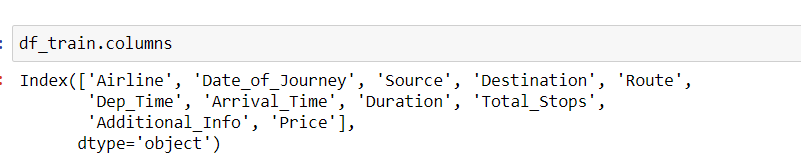 df_train.columns
Index(['Airline', 'Date_of_Journey', 'Source', 'Destination', 'Route',
'Dep_Time', 'Arrival_Time', 'Duration', 'Total_Stops',
'Additional_Info', 'Price'],
dtype='object')